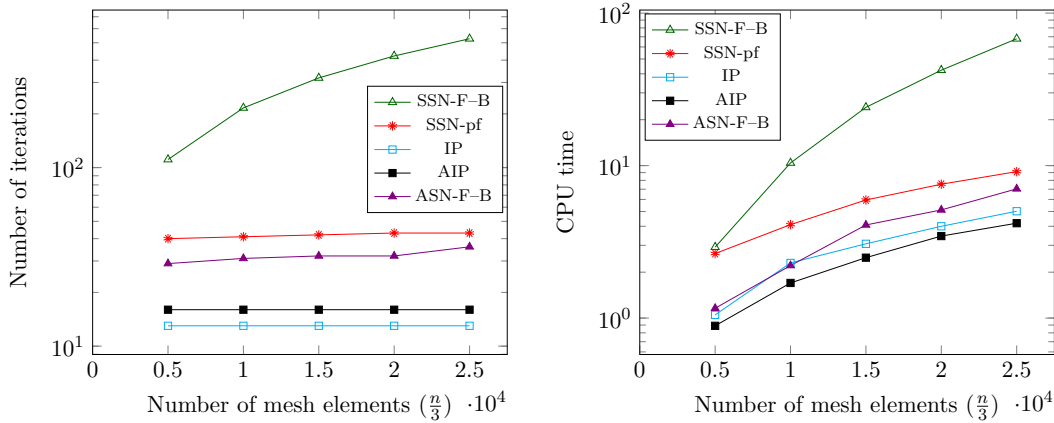 Number of iterations
10^2
10^1
SSN-F–B
SSN-pf
IP
AIP
ASN-F–B
0 0.5 1 1.5 2 2.5
Number of mesh elements (n/3) ·10^4
CPU time
10^2
10^1
10^0
SSN-F–B
SSN-pf
IP
AIP
ASN-F–B
0 0.5 1 1.5 2 2.5
Number of mesh elements (n/3) ·10^4